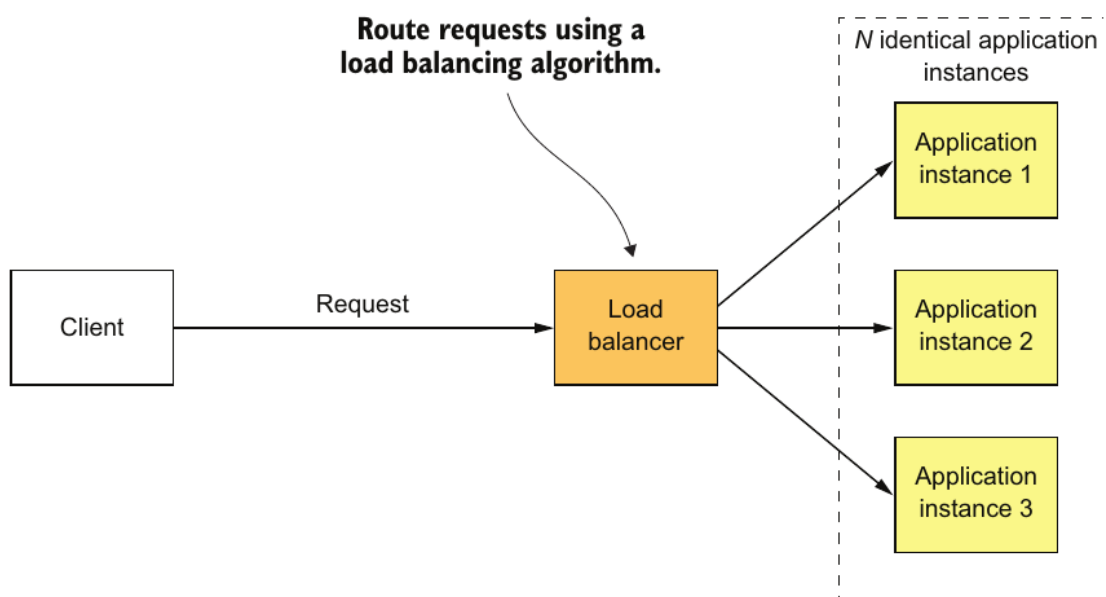 Route requests using a
load balancing algorithm.
N identical application
instances
Application
instance 1
Client
Request
Load
balancer
Application
instance 2
Application
instance 3